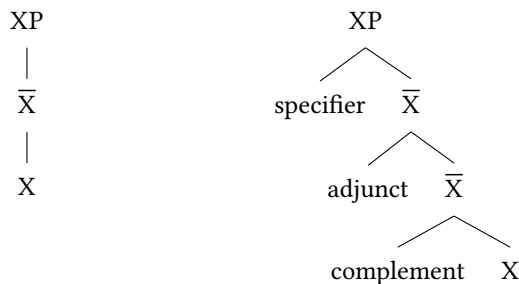 XP XP
X̅ specifier X̅
X adjunct X̅
complement X